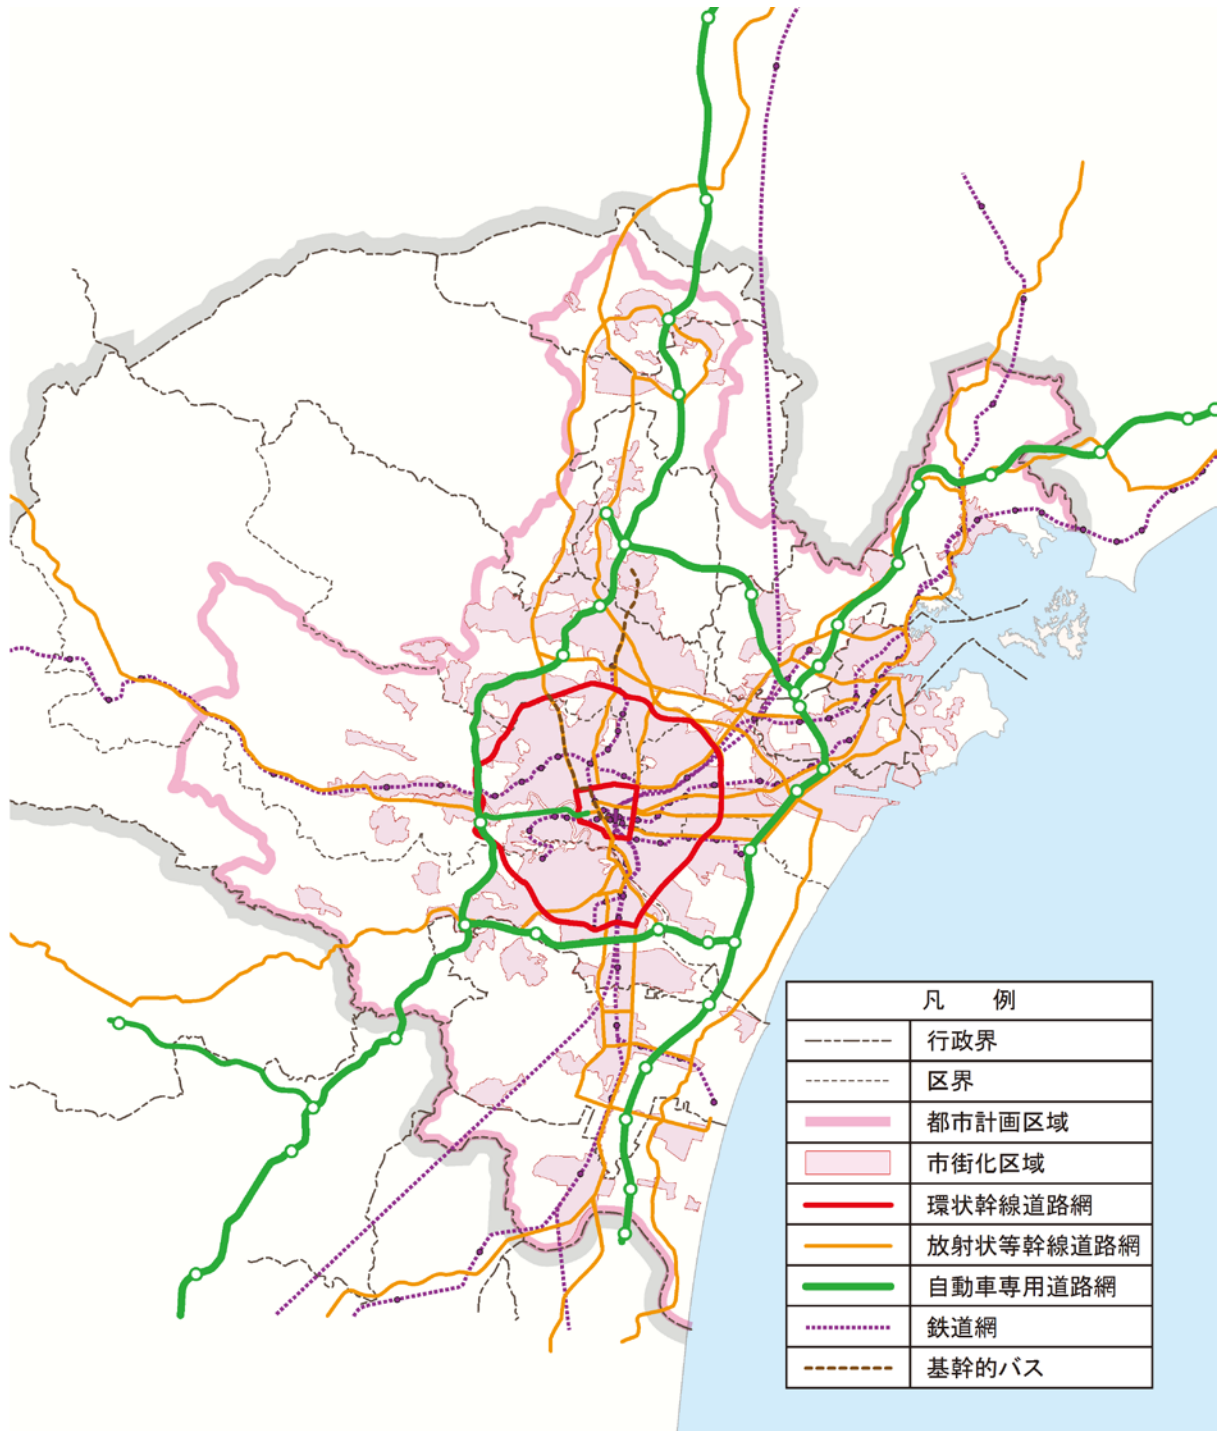 凡 例
行政界
区界
都市計画区域
市街化区域
環状幹線道路網
放射状等幹線道路網
自動車専用道路網
鉄道網
基幹的バス